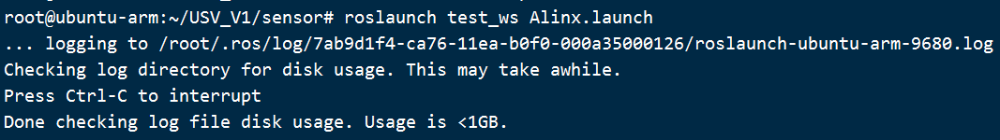 root@ubuntu-arm:~/USV_V1/sensor# roslaunch test_ws Alinx.launch
... logging to /root/.ros/log/7ab9d1f4-ca76-11ea-b0f0-000a35000126/roslaunch-ubuntu-arm-9680.log
Checking log directory for disk usage. This may take awhile.
Press Ctrl-C to interrupt
Done checking log file disk usage. Usage is <1GB.